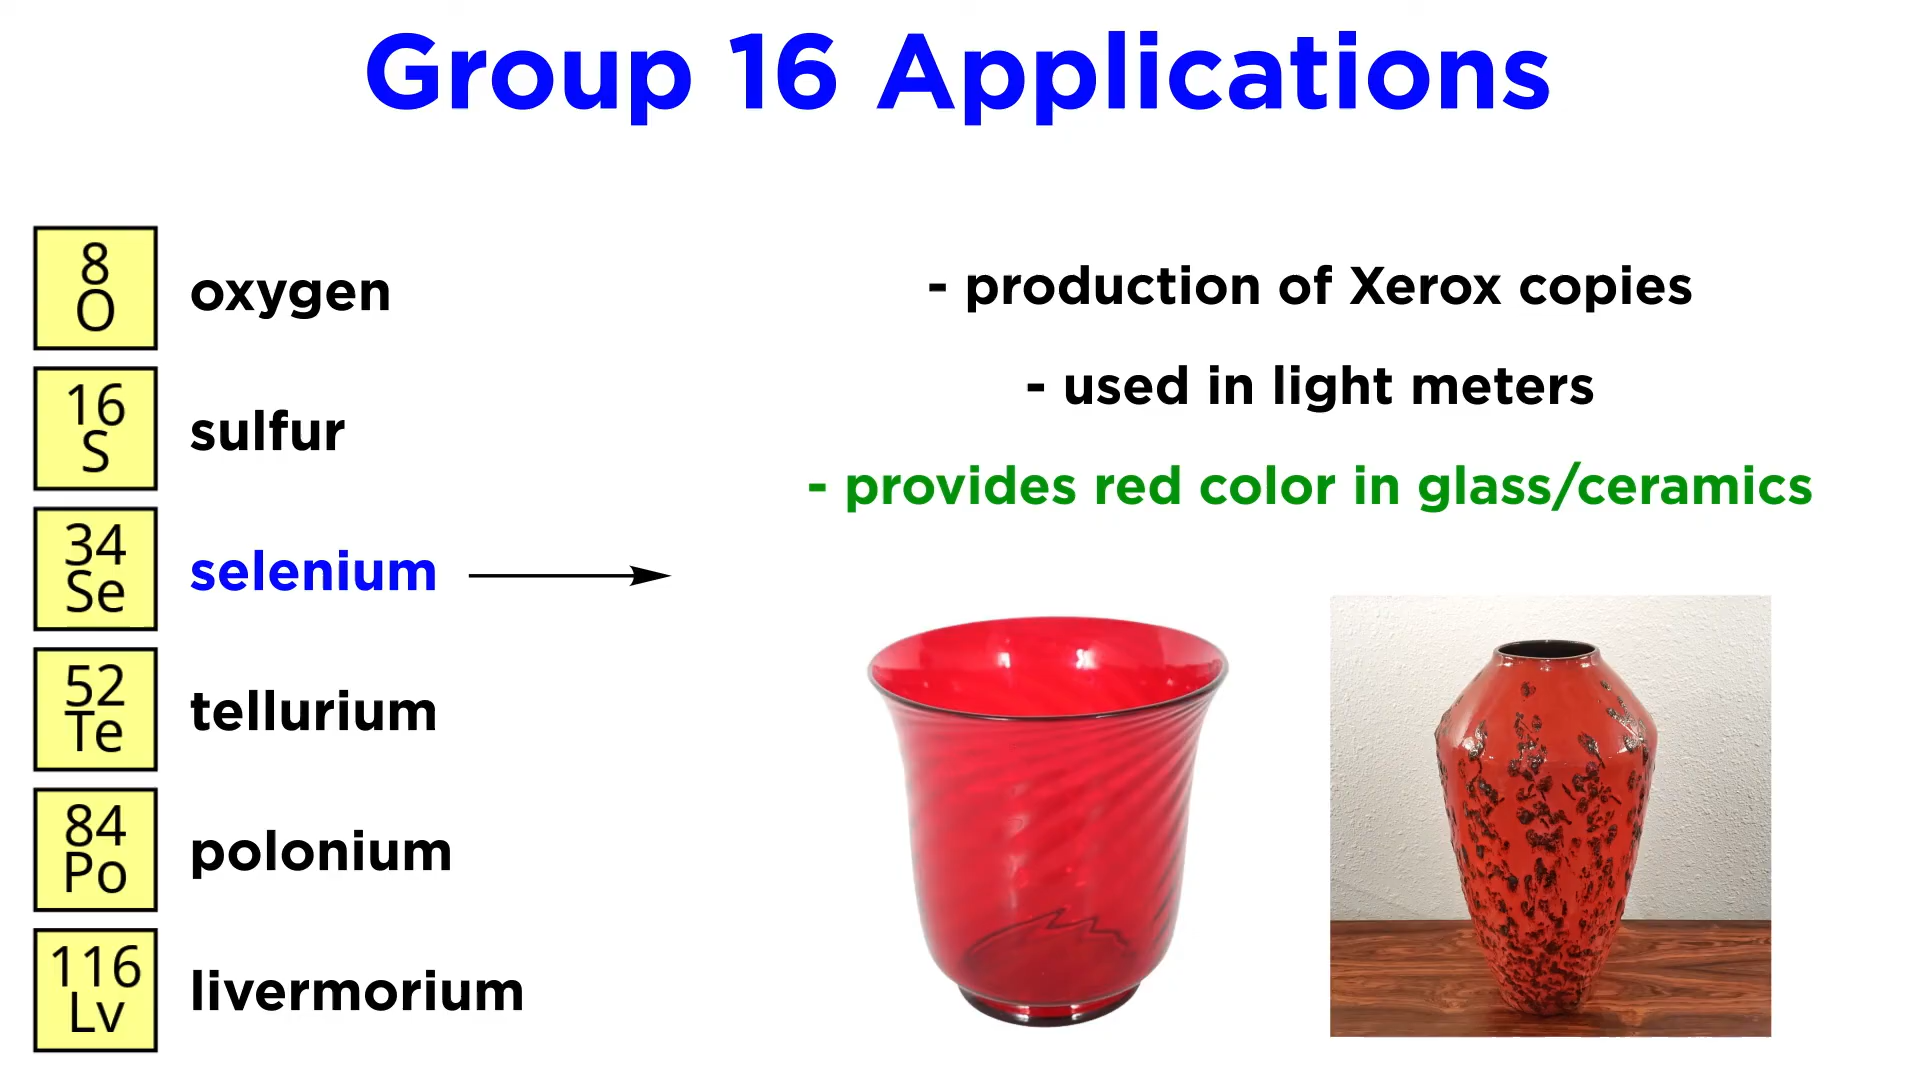 Group 16 Applications
8
O
oxygen
16
S
sulfur
34
Se
selenium
52
Te
tellurium
84
Po
polonium
116
Lv
livermorium
- production of Xerox copies
- used in light meters
- provides red color in glass/ceramics